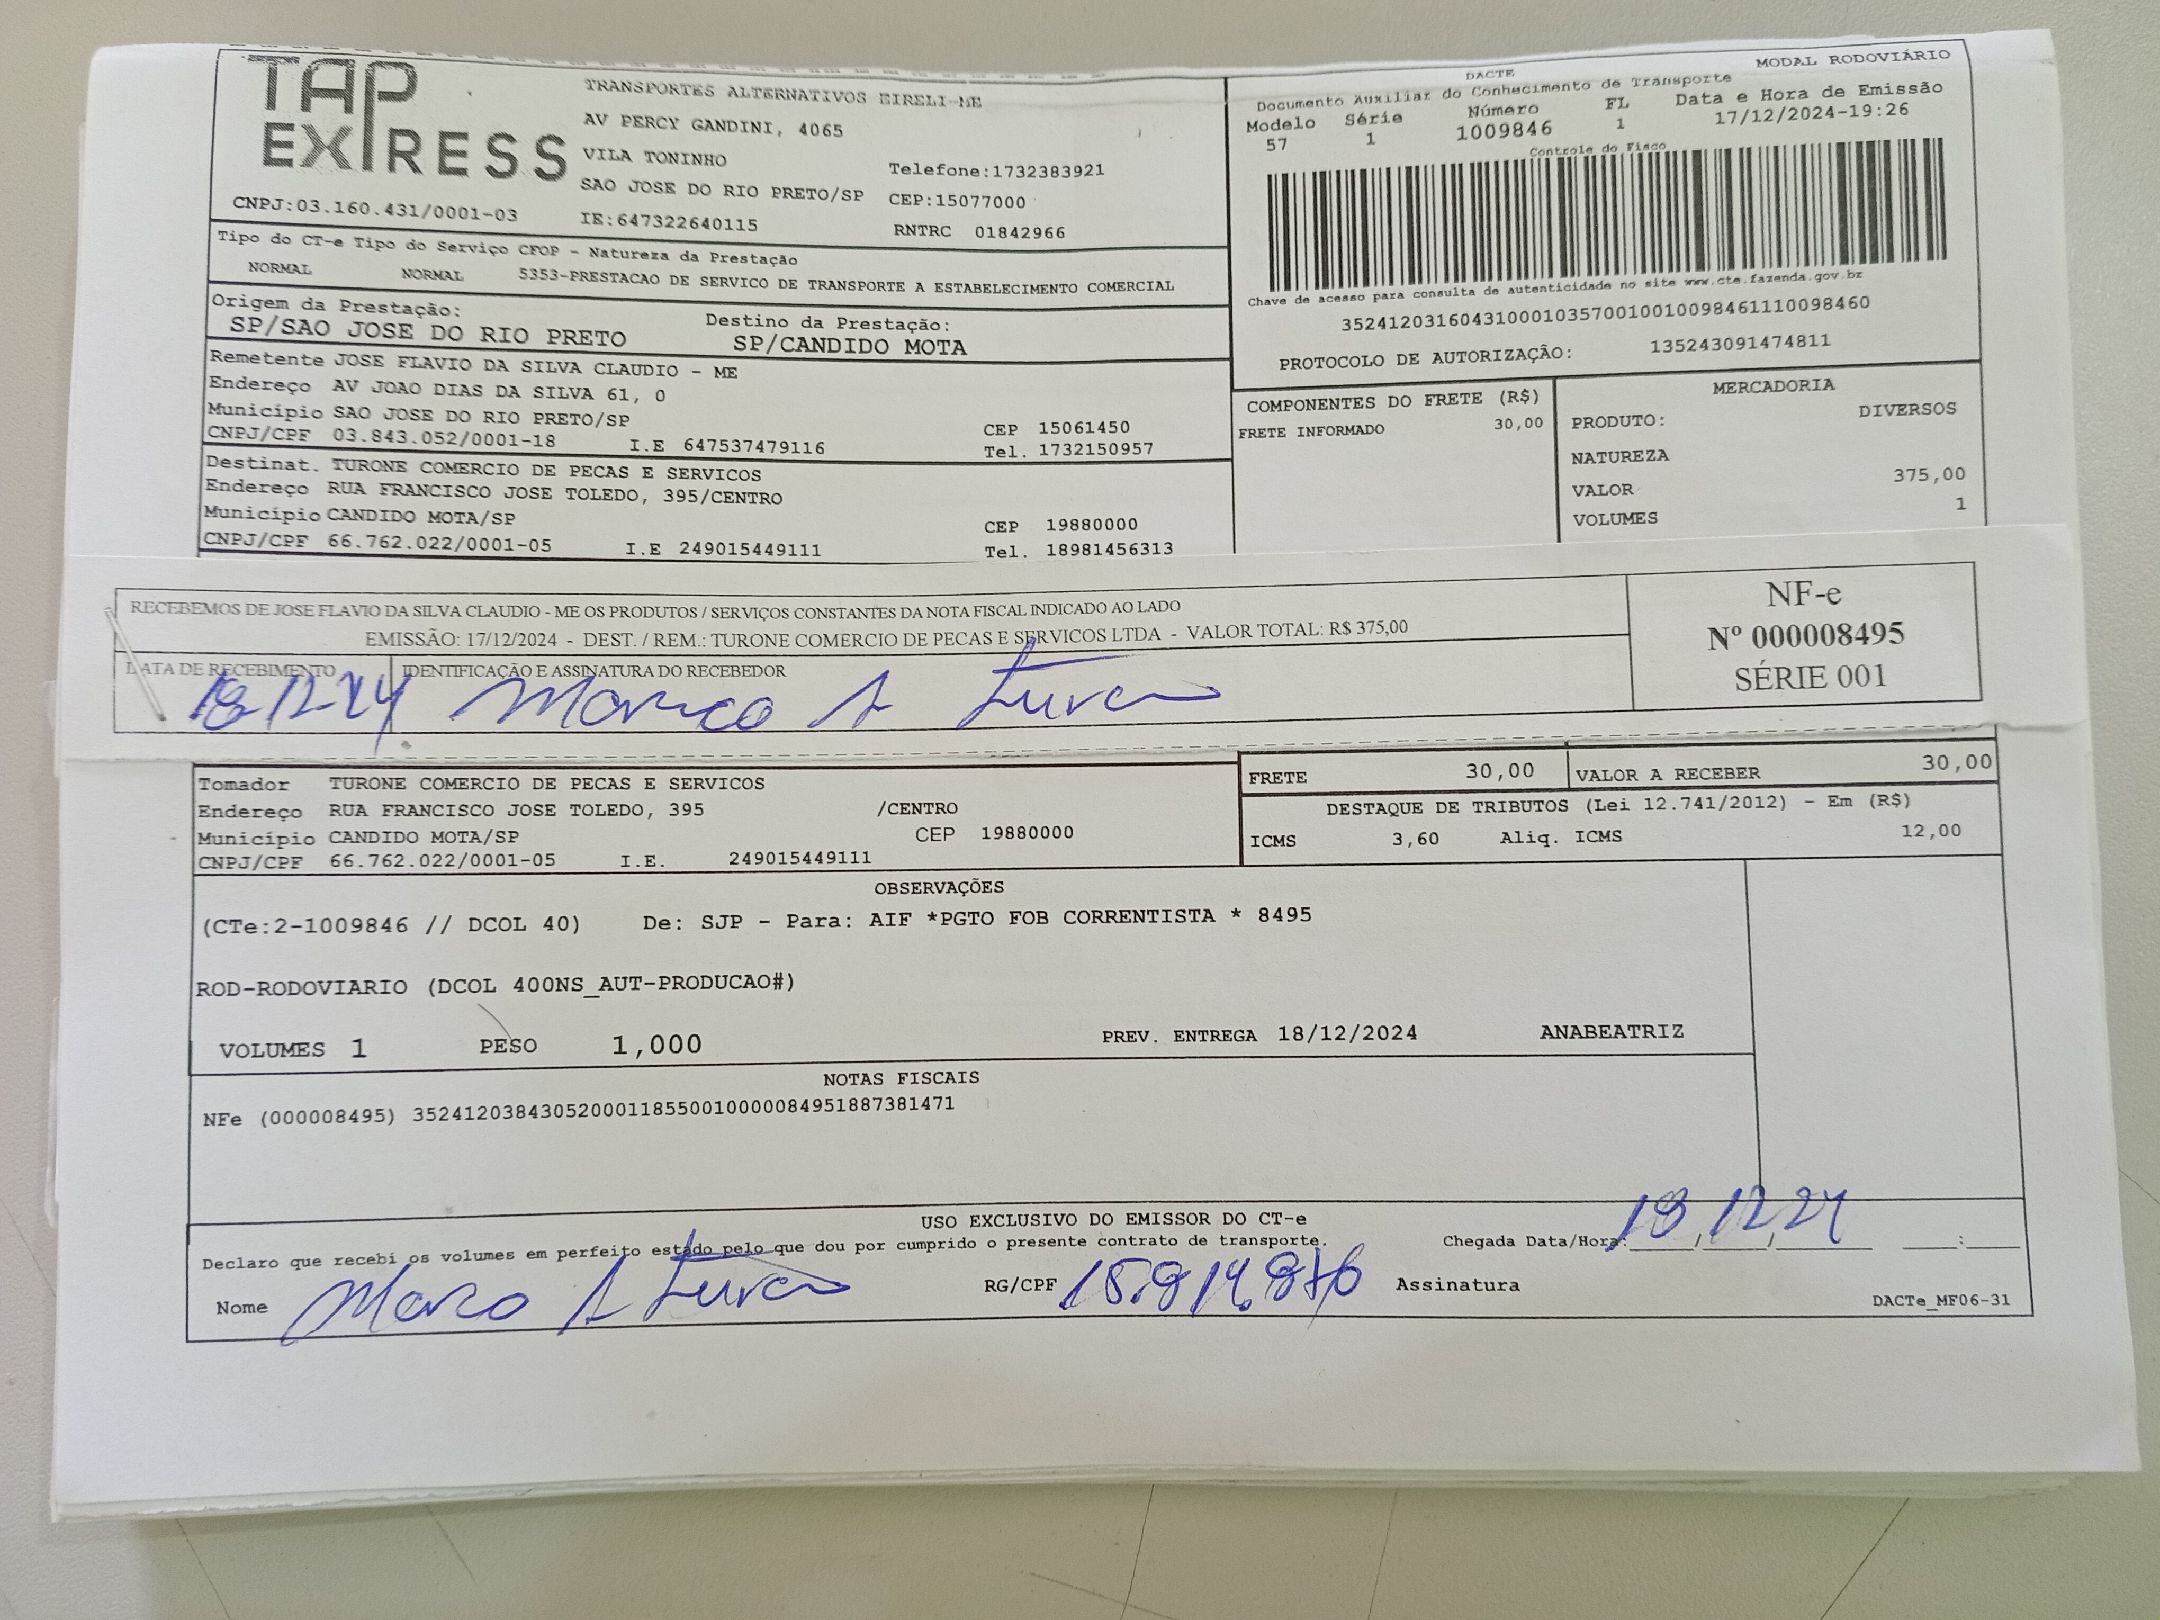 TAP EXPRESS
TRANSPORTES ALTERNATIVOS EIRELI-ME
AV PERCY GANDINI, 4065
VILA TONINHO
Telefone:1732383921
SAO JOSE DO RIO PRETO/SP CEP:15077000
CNPJ:03.160.431/0001-03 IE:647322640115 RNTRC 01842966
MODAL RODOVIÁRIO
DACTE
Documento Auxiliar do Conhecimento de Transporte
Modelo Série Número FL Data e Hora de Emissão
57 1 1009846 1 17/12/2024-19:26
Controle do Fisco
Chave de acesso para consulta de autenticidade no site www.cte.fazenda.gov.br
35241203160431000103570010010098461110098460
PROTOCOLO DE AUTORIZAÇÃO: 135243091474811
Tipo do CT-e Tipo do Serviço CFOP - Natureza da Prestação
NORMAL NORMAL 5353-PRESTACAO DE SERVICO DE TRANSPORTE A ESTABELECIMENTO COMERCIAL
Origem da Prestação: Destino da Prestação:
SP/SAO JOSE DO RIO PRETO SP/CANDIDO MOTA
Remetente JOSE FLAVIO DA SILVA CLAUDIO - ME
Endereço AV JOAO DIAS DA SILVA 61, 0
Município SAO JOSE DO RIO PRETO/SP CEP 15061450
CNPJ/CPF 03.843.052/0001-18 I.E 647537479116 Tel. 1732150957
Destinat. TURONE COMERCIO DE PECAS E SERVICOS
Endereço RUA FRANCISCO JOSE TOLEDO, 395/CENTRO
Município CANDIDO MOTA/SP CEP 19880000
CNPJ/CPF 66.762.022/0001-05 I.E 249015449111 Tel. 18981456313
COMPONENTES DO FRETE (R$)
FRETE INFORMADO 30,00
MERCADORIA
PRODUTO: DIVERSOS
NATUREZA
VALOR 375,00
VOLUMES 1
RECEBEMOS DE JOSE FLAVIO DA SILVA CLAUDIO - ME OS PRODUTOS / SERVIÇOS CONSTANTES DA NOTA FISCAL INDICADO AO LADO
EMISSÃO: 17/12/2024 - DEST. / REM.: TURONE COMERCIO DE PECAS E SERVICOS LTDA - VALOR TOTAL: R$ 375,00
DATA DE RECEBIMENTO IDENTIFICAÇÃO E ASSINATURA DO RECEBEDOR
18-12-24
NF-e
Nº 000008495
SÉRIE 001
Tomador TURONE COMERCIO DE PECAS E SERVICOS
Endereço RUA FRANCISCO JOSE TOLEDO, 395 /CENTRO
Município CANDIDO MOTA/SP CEP 19880000
CNPJ/CPF 66.762.022/0001-05 I.E. 249015449111
FRETE 30,00 VALOR A RECEBER 30,00
DESTAQUE DE TRIBUTOS (Lei 12.741/2012) - Em (R$)
ICMS 3,60 Aliq. ICMS 12,00
OBSERVAÇÕES
(CTe:2-1009846 // DCOL 40) De: SJP - Para: AIF *PGTO FOB CORRENTISTA * 8495
ROD-RODOVIARIO (DCOL 400NS_AUT-PRODUCAO#)
VOLUMES 1 PESO 1,000 PREV. ENTREGA 18/12/2024 ANABEATRIZ
NOTAS FISCAIS
NFe (000008495) 35241203843052000118550010000084951887381471
USO EXCLUSIVO DO EMISSOR DO CT-e
Declaro que recebi os volumes em perfeito estado pelo que dou por cumprido o presente contrato de transporte. Chegada Data/Hora: 18 12 24
Nome RG/CPF Assinatura
DACTe_MF06-31